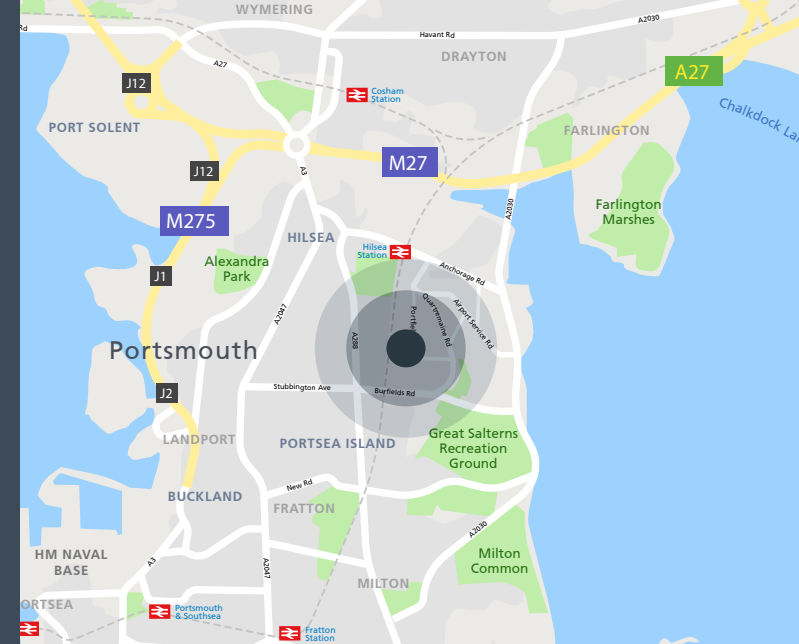 WYMERING
A2030
Rd
Havant Rd
A27
DRAYTON
A27
J12
Cosham
Station
Chalkdock
PORT SOLENT
FARLINGTON
M27
J12
A3
Farlington
Marshes
A2030
M275
HILSEA
Hilsea
Station
Alexandra
Park
J1
Anchorage Rd
A2047
Quartremaine Rd
Airport Service Rd
A288
Portsmouth
J2
Stubbington Ave
Burfields Rd
LANDPORT
PORTSEA ISLAND
Great Salterns
Recreation
Ground
New Rd
BUCKLAND
FRATTON
A2030
HM NAVAL
BASE
A3
A2047
Milton
Common
MILTON
ORTSEA
Portsmouth
& Southsea
Fratton
Station